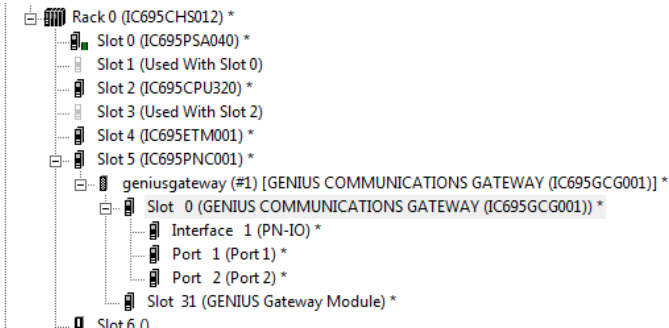 Rack 0 (IC695CHS012) *
Slot 0 (IC695PSA040) *
Slot 1 (Used With Slot 0)
Slot 2 (IC695CPU320) *
Slot 3 (Used With Slot 2)
Slot 4 (IC695ETM001) *
Slot 5 (IC695PNC001) *
geniusgateway (#1) [GENIUS COMMUNICATIONS GATEWAY (IC695GCG001)] *
Slot 0 (GENIUS COMMUNICATIONS GATEWAY (IC695GCG001)) *
Interface 1 (PN-IO) *
Port 1 (Port 1) *
Port 2 (Port 2) *
Slot 31 (GENIUS Gateway Module) *
Slot 6 ()